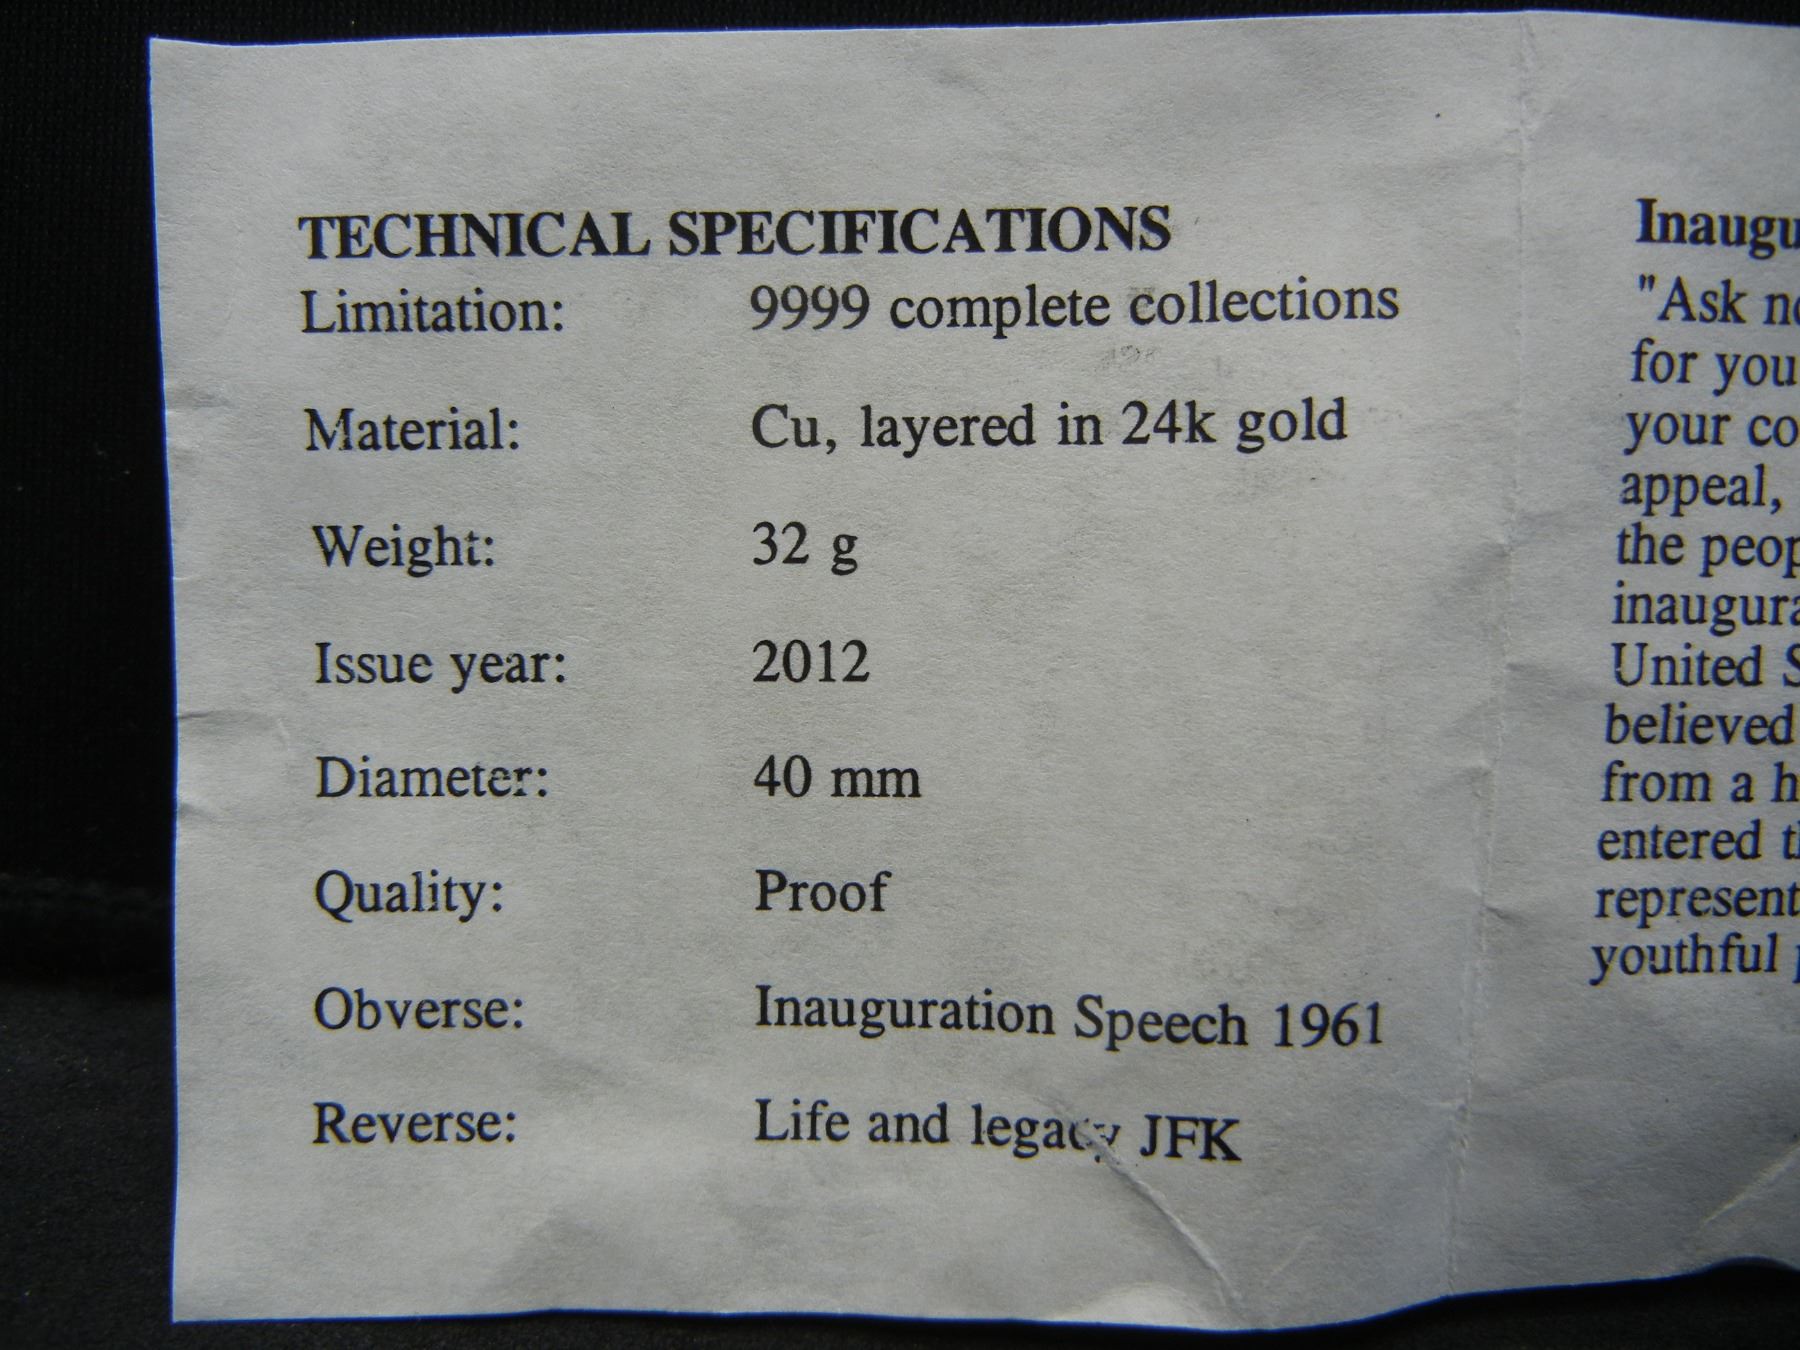 TECHNICAL SPECIFICATIONS
Limitation: 9999 complete collections
Material: Cu, layered in 24k gold
Weight: 32 g
Issue year: 2012
Diameter: 40 mm
Quality: Proof
Obverse: Inauguration Speech 1961
Reverse: Life and legacy JFK
"Ask
for you
your
appeal,
the
United
believed
from a
entered
youthful